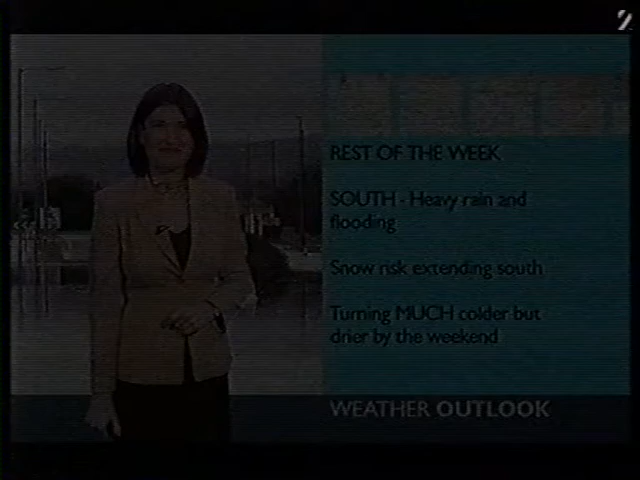 2
REST OF THE WEEK
SOUTH - Heavy rain and
flooding
Snow risk extending south
Turning MUCH colder but
drier by the weekend
WEATHER OUTLOOK